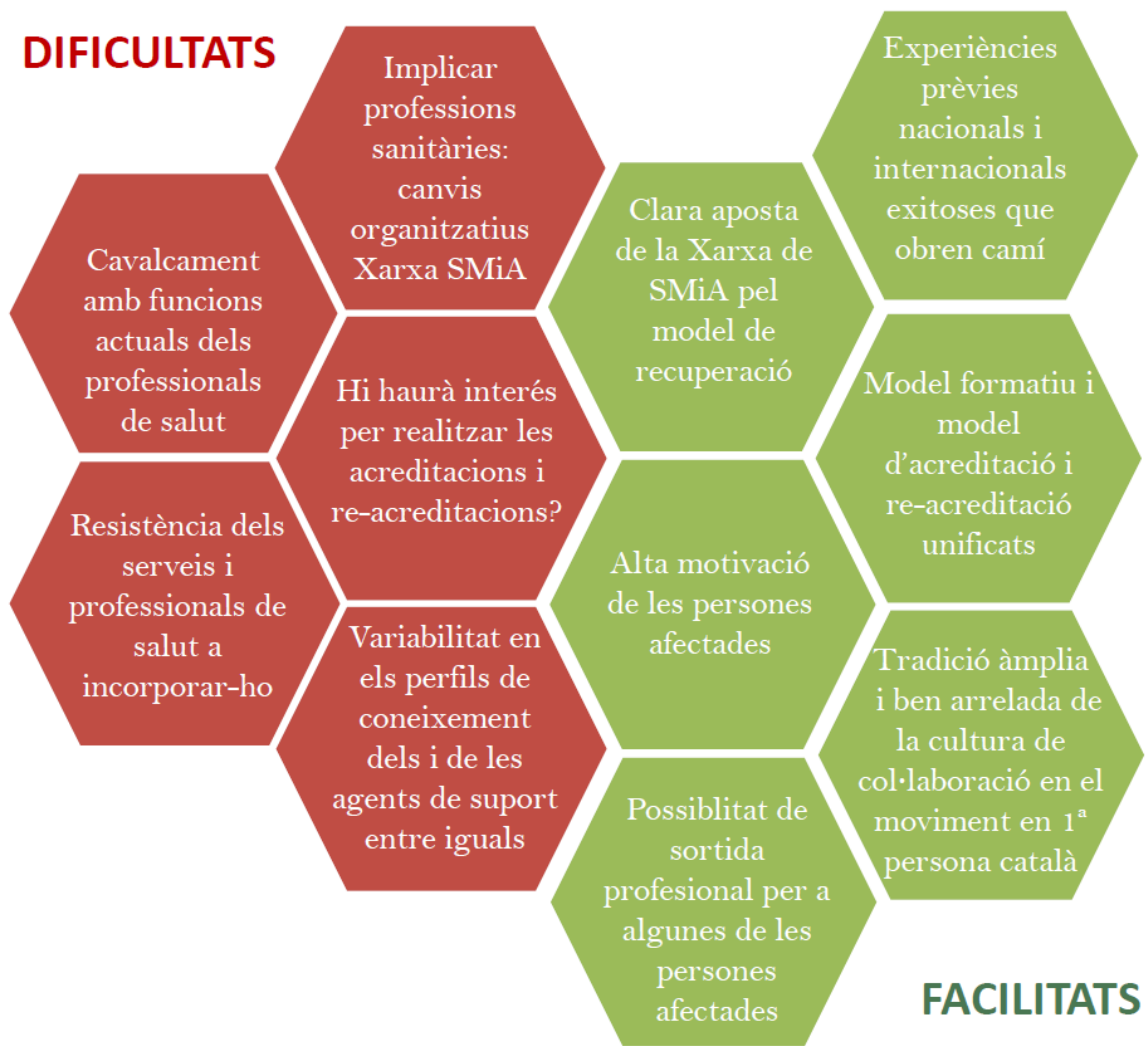 DIFICULTATS
Implicar
professions
sanitàries:
canvis
organitzatius
Xarxa SMiA
Cavalcament
amb funcions
actuals dels
professionals
de salut
Hi haurà interés
per realitzar les
acreditacions i
re-acreditacions?
Resistència dels
serveis i
professionals de
salut a
incorporar-ho
Variabilitat en
els perfils de
coneixement
dels i de les
agents de suport
entre iguals
Experiències
prèvies
nacionals i
internacionals
exitoses que
obren camí
Clara aposta
de la Xarxa de
SMiA pel
model de
recuperació
Model formatiu i
model
d'acreditació i
re-acreditació
unificats
Alta motivació
de les persones
afectades
Tradició àmplia
i ben arrelada de
la cultura de
col·laboració en el
moviment en 1ª
persona català
Possiblitat de
sortida
profesional per a
algunes de les
persones
afectades
FACILITATS